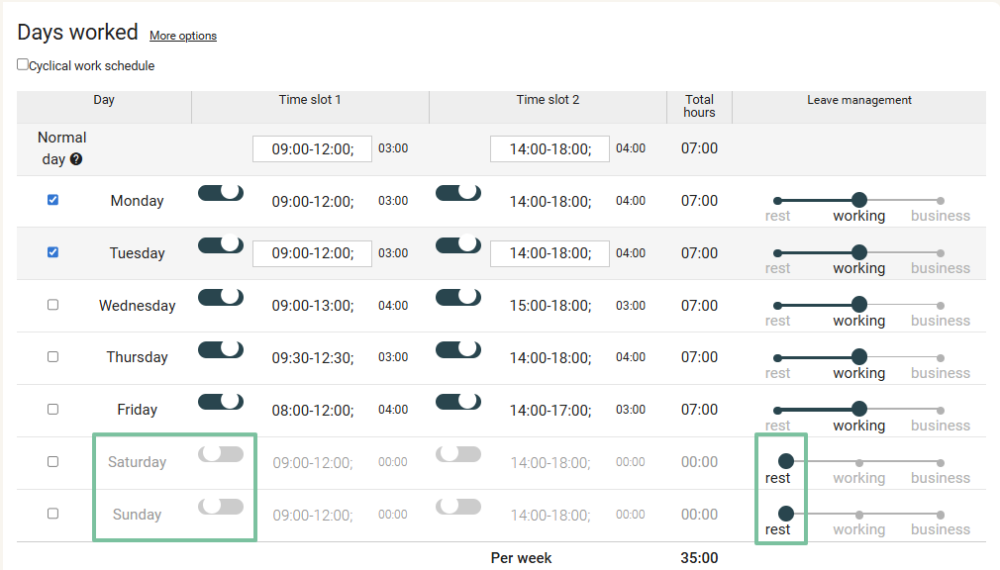 Days worked More options
Cyclical work schedule
Day Time slot 1 Time slot 2 Total hours Leave management
Normal day ? 09:00-12:00; 03:00 14:00-18:00; 04:00 07:00
Monday 09:00-12:00; 03:00 14:00-18:00; 04:00 07:00
rest working business
Tuesday 09:00-12:00; 03:00 14:00-18:00; 04:00 07:00
rest working business
Wednesday 09:00-13:00; 04:00 15:00-18:00; 03:00 07:00
rest working business
Thursday 09:30-12:30; 03:00 14:00-18:00; 04:00 07:00
rest working business
Friday 08:00-12:00; 04:00 14:00-17:00; 03:00 07:00
rest working business
Saturday 09:00-12:00; 00:00 14:00-18:00; 00:00 00:00
rest working business
Sunday 09:00-12:00; 00:00 14:00-18:00; 00:00 00:00
rest working business
Per week 35:00